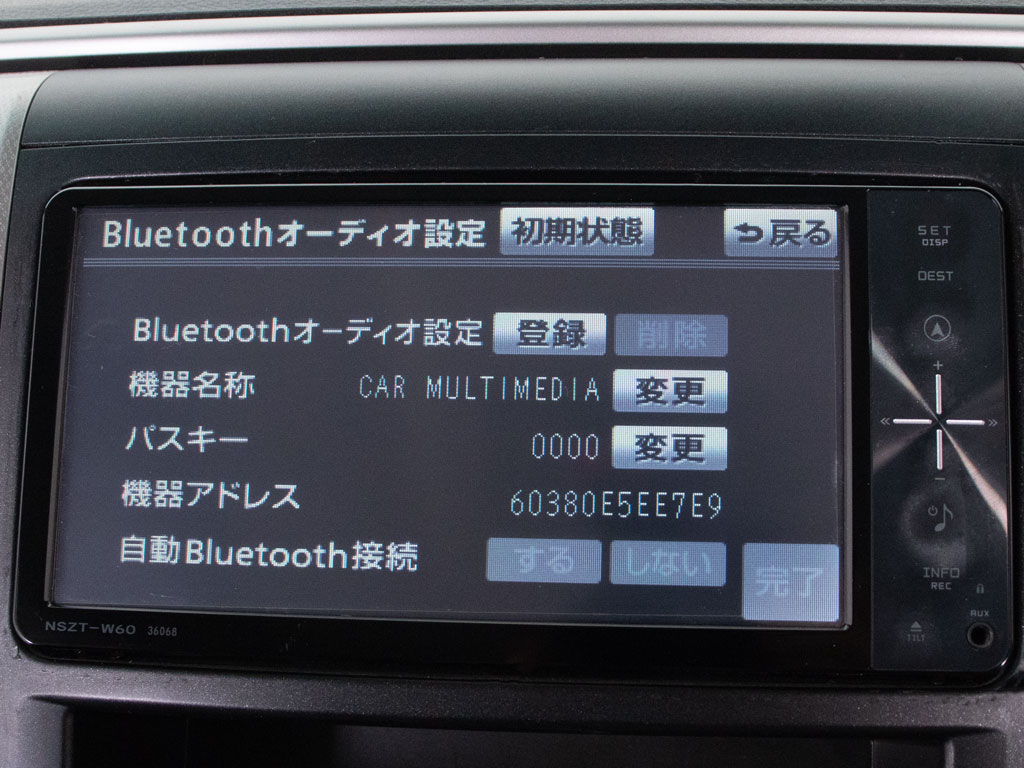 Bluetoothオーディオ設定 初期状態 戻る
Bluetoothオーディオ設定 登録 削除
機器名称 CAR MULTIMEDIA 変更
パスキー 0000 変更
機器アドレス 60380E5EE7E9
自動Bluetooth接続 する しない
完了
NSZT-W60 36068
SET
DISP
DEST
INFO
REC
AUX
TILT